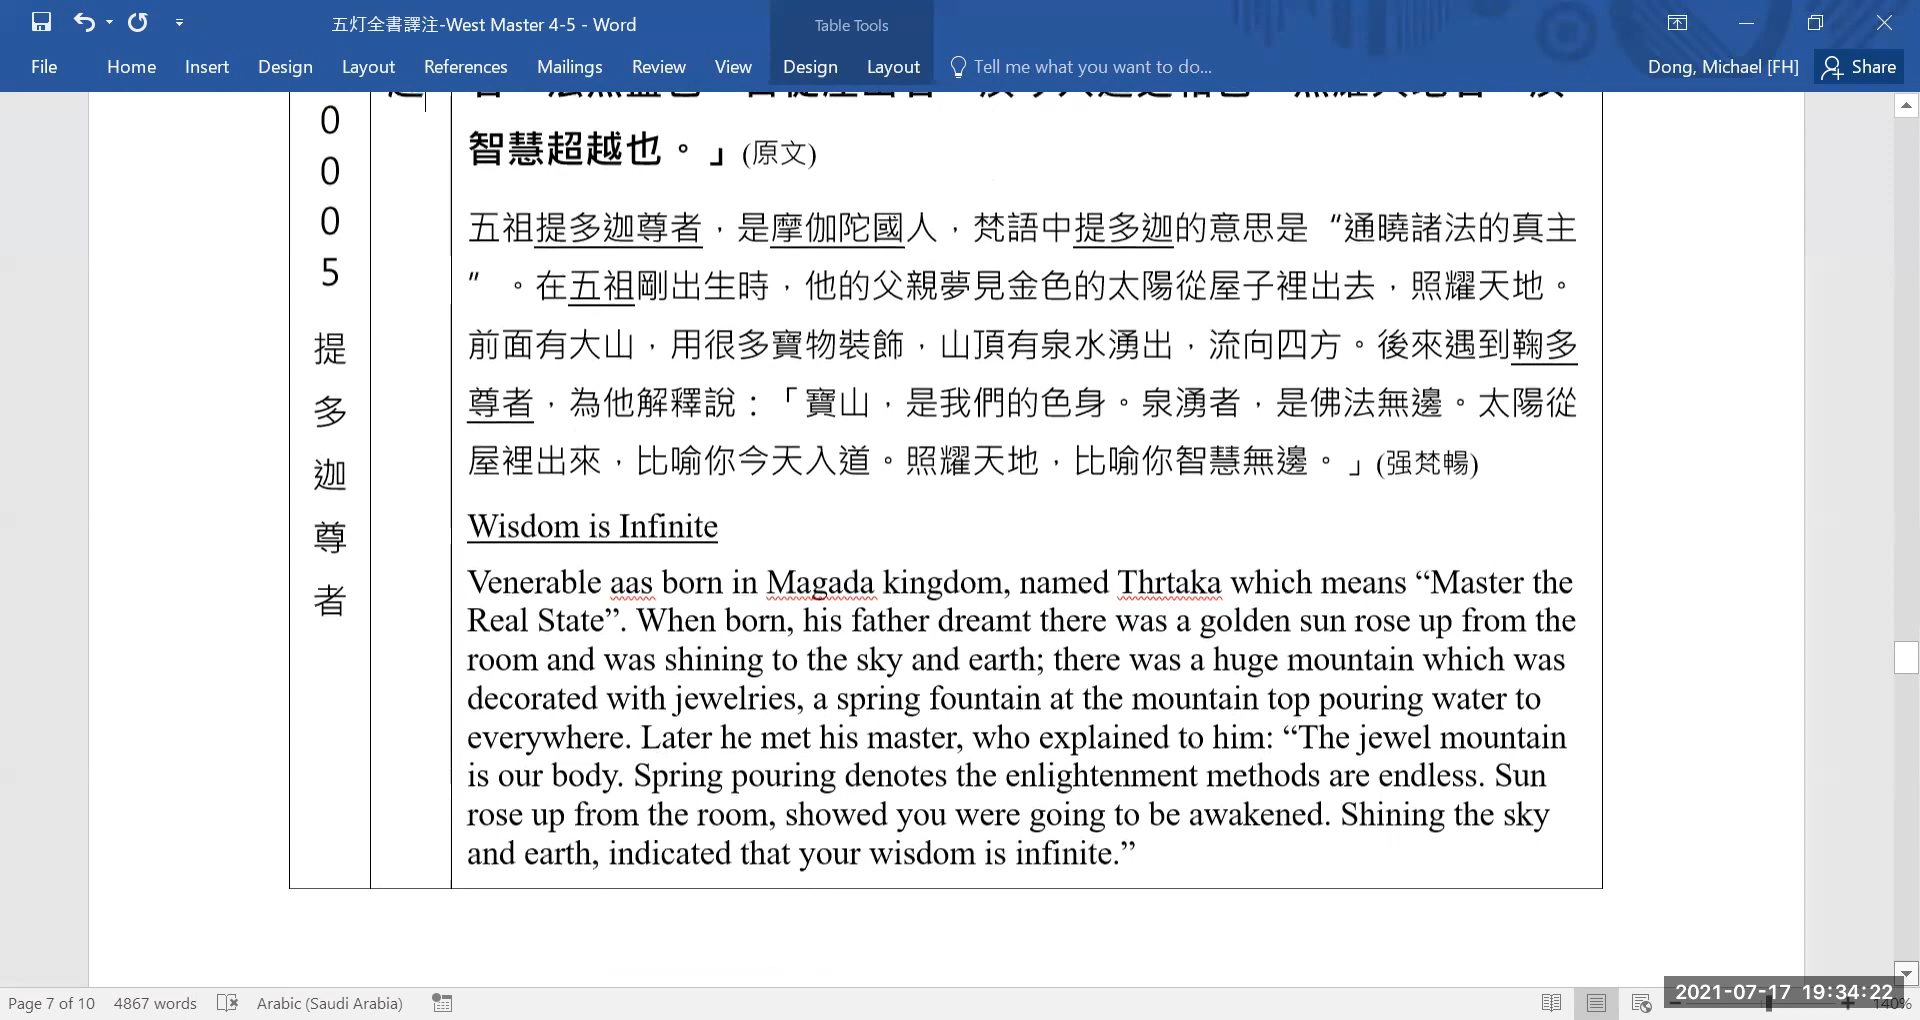 五灯全書譯注-West Master 4-5 - Word
Table Tools
File Home Insert Design Layout References Mailings Review View Design Layout Tell me what you want to do... Dong, Michael [FH] Share
0
0
0
5
提
多
迦
尊
者
智慧超越也。」(原文)
五祖提多迦尊者，是摩伽陀國人，梵語中提多迦的意思是“通曉諸法的真主
”。在五祖剛出生時，他的父親夢見金色的太陽從屋子裡出去，照耀天地。
前面有大山，用很多寶物裝飾，山頂有泉水湧出，流向四方。後來遇到鞠多
尊者，為他解釋說：「寶山，是我們的色身。泉湧者，是佛法無邊。太陽從
屋裡出來，比喻你今天入道。照耀天地，比喻你智慧無邊。」(强梵暢)
Wisdom is Infinite
Venerable aas born in Magada kingdom, named Thrtaka which means “Master the
Real State”. When born, his father dreamt there was a golden sun rose up from the
room and was shining to the sky and earth; there was a huge mountain which was
decorated with jewelries, a spring fountain at the mountain top pouring water to
everywhere. Later he met his master, who explained to him: “The jewel mountain
is our body. Spring pouring denotes the enlightenment methods are endless. Sun
rose up from the room, showed you were going to be awakened. Shining the sky
and earth, indicated that your wisdom is infinite.”
Page 7 of 10 4867 words Arabic (Saudi Arabia) 140%
2021-07-17 19:34:22